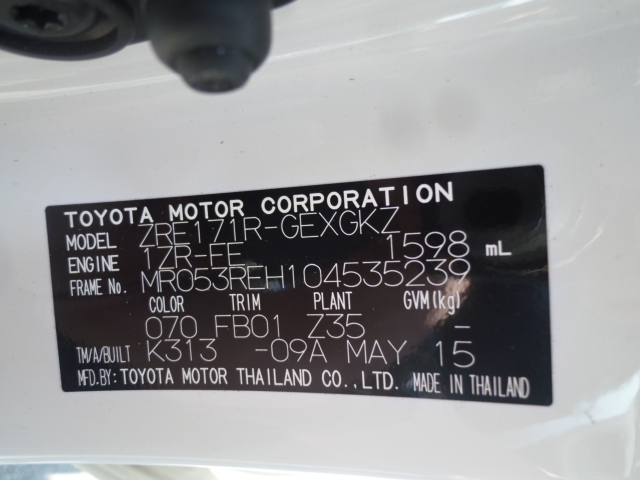 TOYOTA MOTOR CORPORATION
MODEL ZRE171R-GEXGKZ
ENGINE 1ZR-FE 1598 mL
FRAME No. MR053REH104535239
COLOR TRIM PLANT GVM(kg)
070 FB01 Z35 -
TM/A/BUILT K313 -09A MAY 15
MFD.BY: TOYOTA MOTOR THAILAND CO.,LTD. MADE IN THAILAND